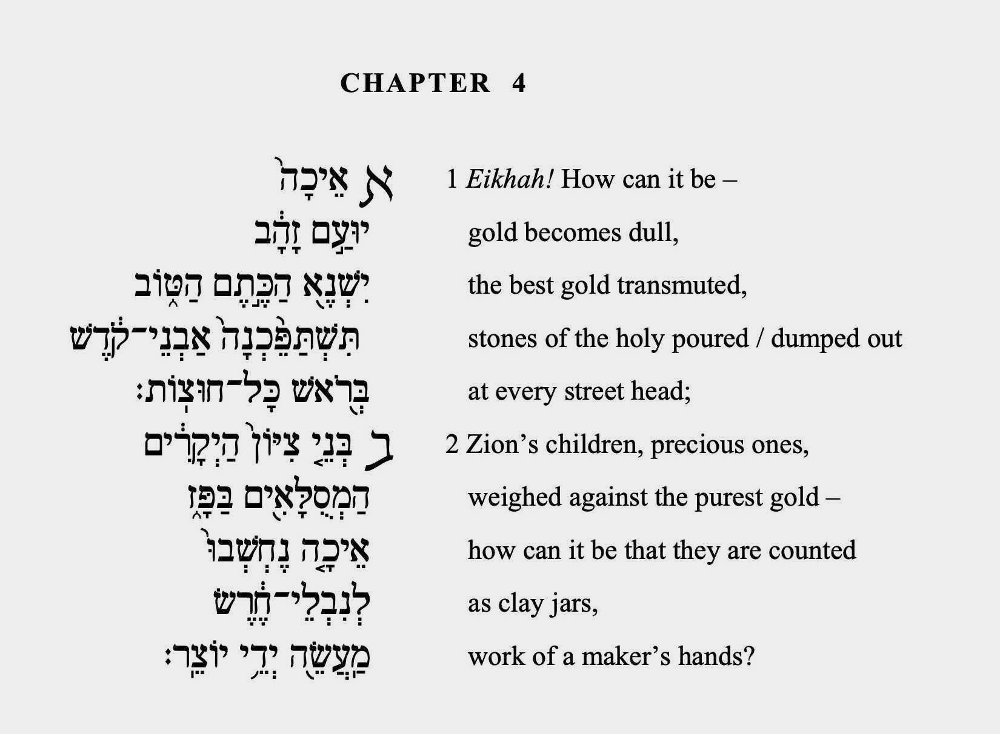 CHAPTER 4
א אֵיכָה֙ 1 Eikhah! How can it be –
יוּעַ֣ם זָהָ֔ב gold becomes dull,
יִשְׁנֶ֖א הַכֶּ֣תֶם הַטּ֑וֹב the best gold transmuted,
תִּשְׁתַּפֵּ֙כְנָה֙ אַבְנֵי־קֹ֔דֶשׁ stones of the holy poured / dumped out
בְּרֹ֖אשׁ כׇּל־חוּצֽוֹת׃ at every street head;
ב בְּנֵ֤י צִיּוֹן֙ הַיְקָרִ֔ים 2 Zion’s children, precious ones,
הַמְסֻלָּאִ֖ים בַּפָּ֑ז weighed against the purest gold –
אֵיכָ֤ה נֶחְשְׁבוּ֙ how can it be that they are counted
לְנִבְלֵי־חֶ֔רֶשׂ as clay jars,
מַֽעֲשֵׂ֖ה יְדֵ֥י יוֹצֵֽר׃ work of a maker’s hands?